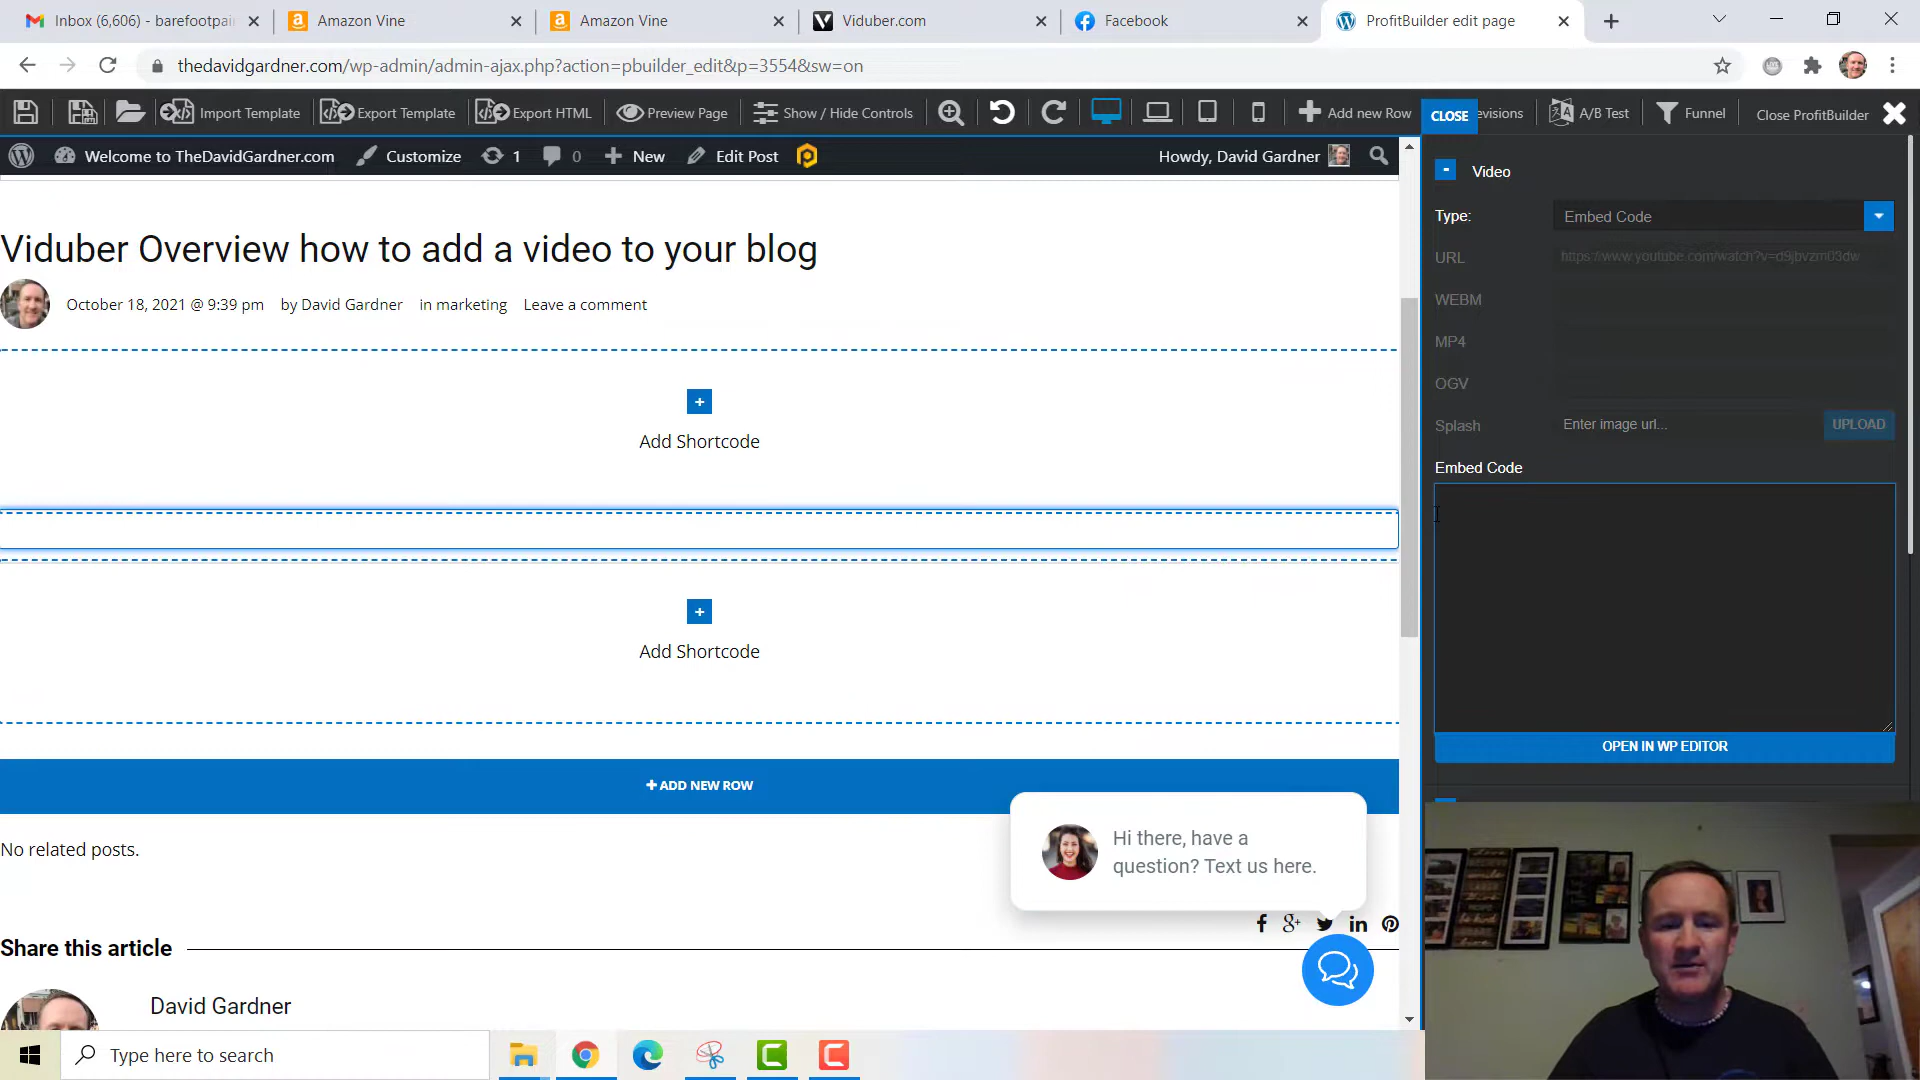 Inbox (6,606) - barefootpai
Amazon Vine
Amazon Vine
Viduber.com
Facebook
ProfitBuilder edit page
thedavidgardner.com/wp-admin/admin-ajax.php?action=pbuilder_edit&p=3554&sw=on
Import Template
Export Template
Export HTML
Preview Page
Show / Hide Controls
Add new Row
CLOSE
evisions
A/B Test
Funnel
Close ProfitBuilder
Welcome to TheDavidGardner.com
Customize
1
0
New
Edit Post
Howdy, David Gardner
Video
Type:
Embed Code
URL
https://www.youtube.com/watch?v=d9jbvzm03dw
WEBM
MP4
OGV
Splash
Enter image url...
UPLOAD
Embed Code
OPEN IN WP EDITOR
Viduber Overview how to add a video to your blog
October 18, 2021 @ 9:39 pm
by David Gardner
in marketing
Leave a comment
Add Shortcode
Add Shortcode
ADD NEW ROW
No related posts.
Hi there, have a
question? Text us here.
Share this article
David Gardner
Type here to search